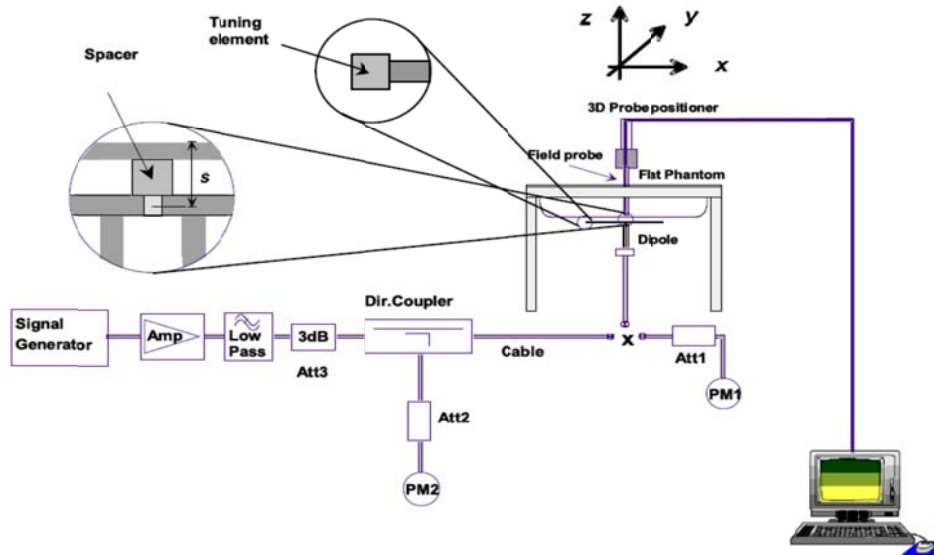 Tuning
element
Spacer
s
z
y
x
3D Probepositioner
Field probe
Flat Phantom
Dipole
Dir.Coupler
Signal
Generator
Amp
Low
Pass
3dB
Att3
Cable
x
Att1
PM1
Att2
PM2